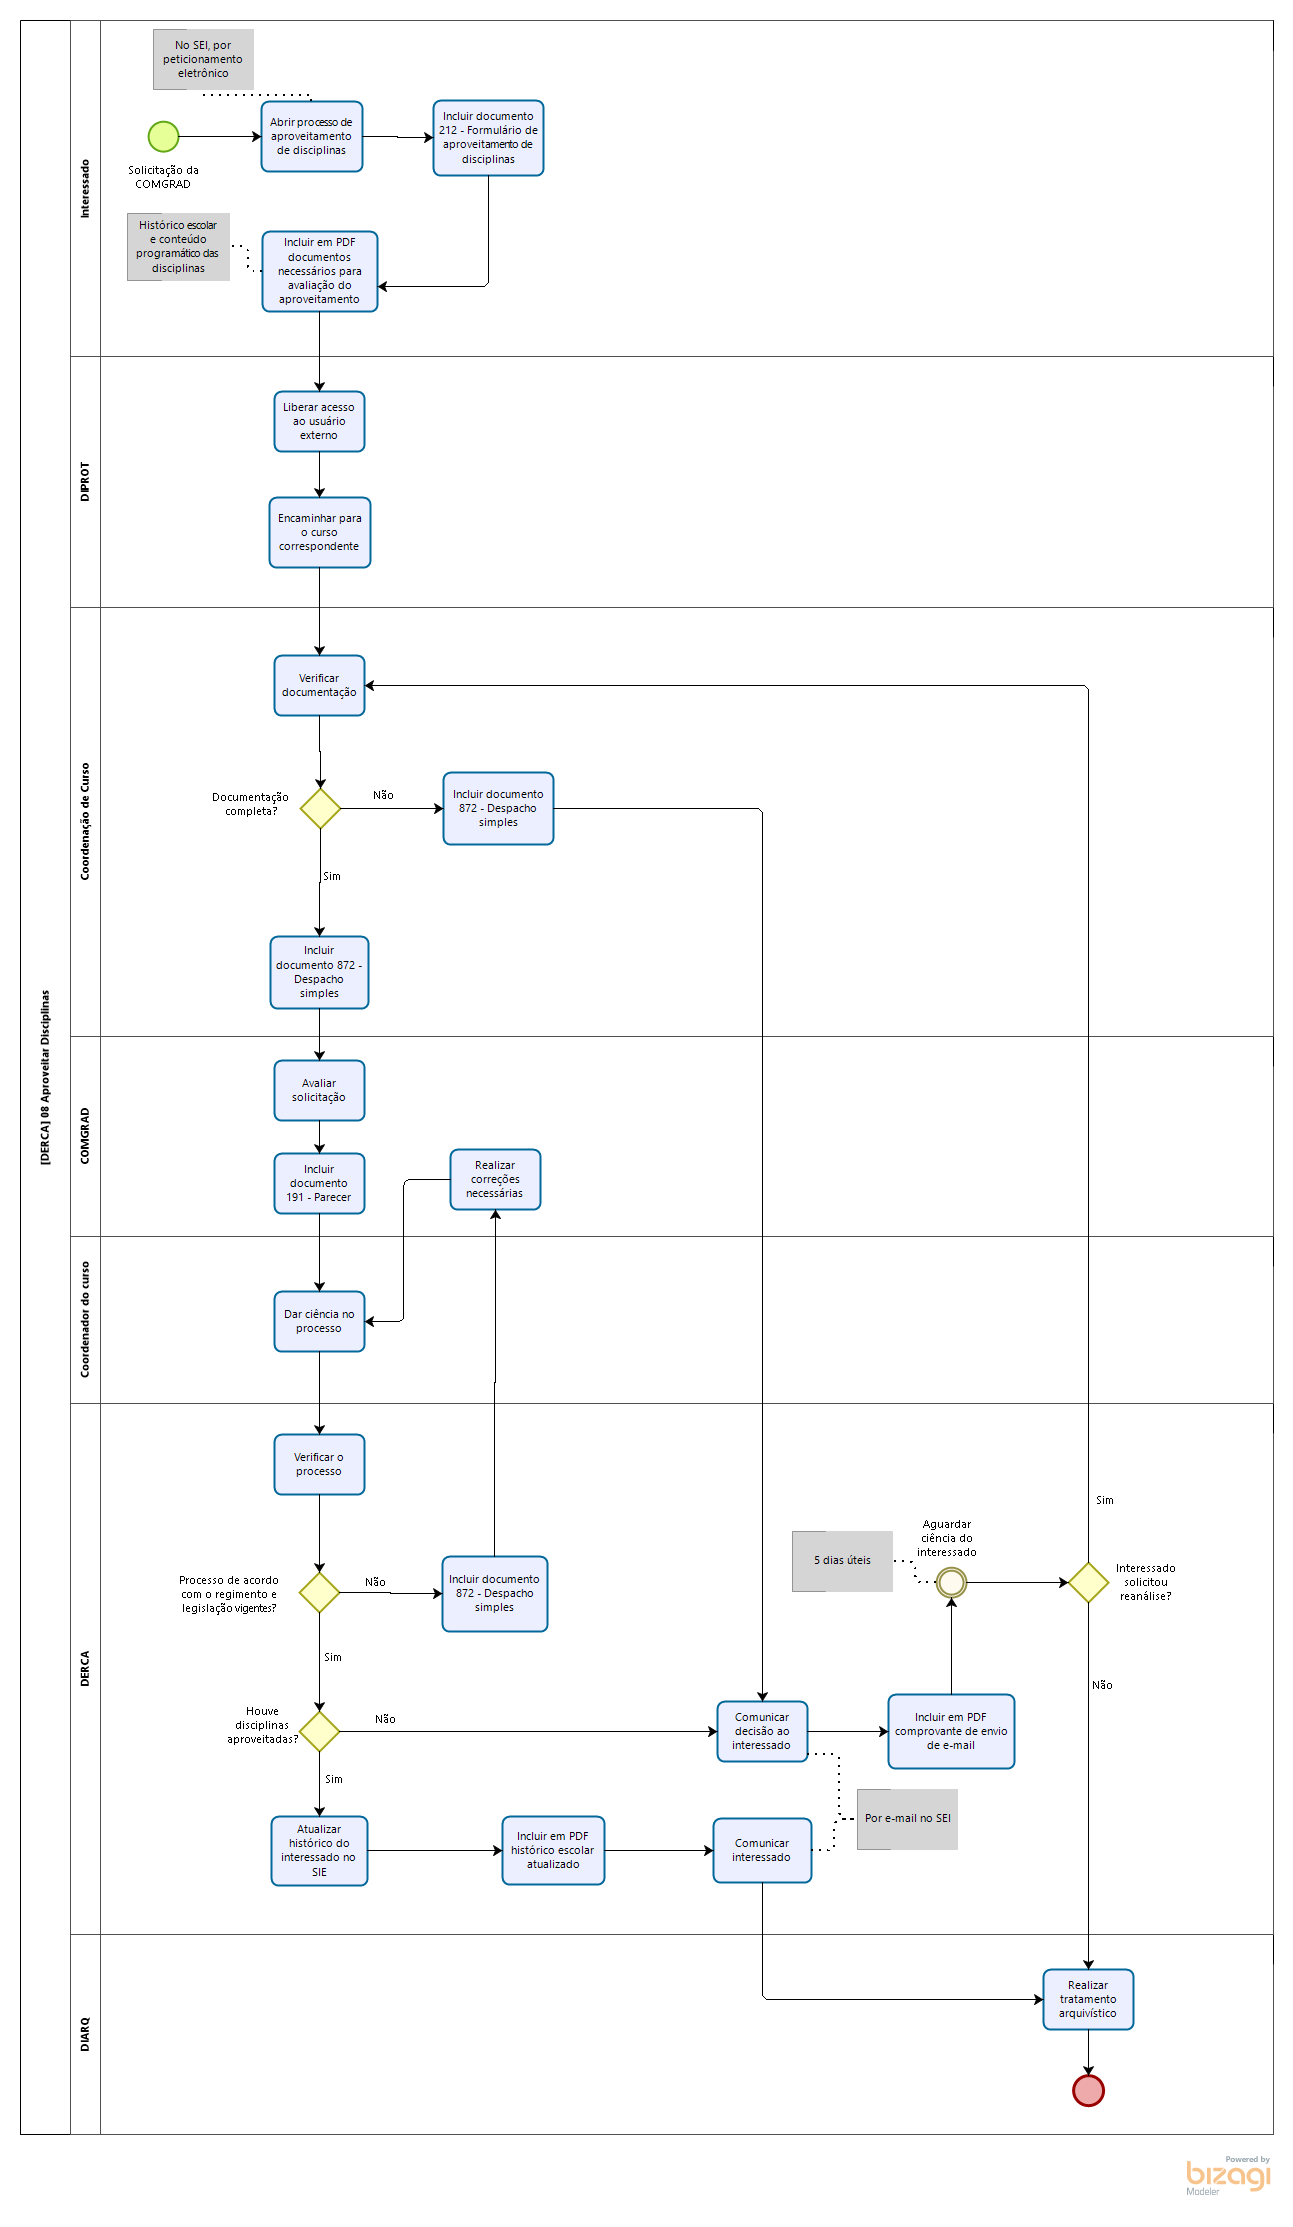 [DERCA] 08 Aproveitar Disciplinas
Interessado
No SEI, por
peticionamento
eletrônico
Solicitação da
COMGRAD
Abrir processo de
aproveitamento
de disciplinas
Incluir documento
212 - Formulário de
aproveitamento de
disciplinas
Histórico escolar
e conteúdo
programático das
disciplinas
Incluir em PDF
documentos
necessários para
avaliação do
aproveitamento
DIPROT
Liberar acesso
ao usuário
externo
Encaminhar para
o curso
correspondente
Coordenação de Curso
Verificar
documentação
Documentação
completa?
Não
Incluir documento
872 - Despacho
simples
Sim
Incluir
documento 872 -
Despacho
simples
COMGRAD
Avaliar
solicitação
Incluir
documento
191 - Parecer
Realizar
correções
necessárias
Coordenador do curso
Dar ciência no
processo
DERCA
Verificar o
processo
Processo de acordo
com o regimento e
legislação vigentes?
Não
Incluir documento
872 - Despacho
simples
Sim
5 dias úteis
Aguardar
ciência do
interessado
Sim
Interessado
solicitou
reanálise?
Não
Houve
disciplinas
aproveitadas?
Não
Comunicar
decisão ao
interessado
Incluir em PDF
comprovante de envio
de e-mail
Sim
Atualizar
histórico do
interessado no
SIE
Incluir em PDF
histórico escolar
atualizado
Comunicar
interessado
Por e-mail no SEI
DIARQ
Realizar
tratamento
arquivístico
Powered by
bizagi
Modeler